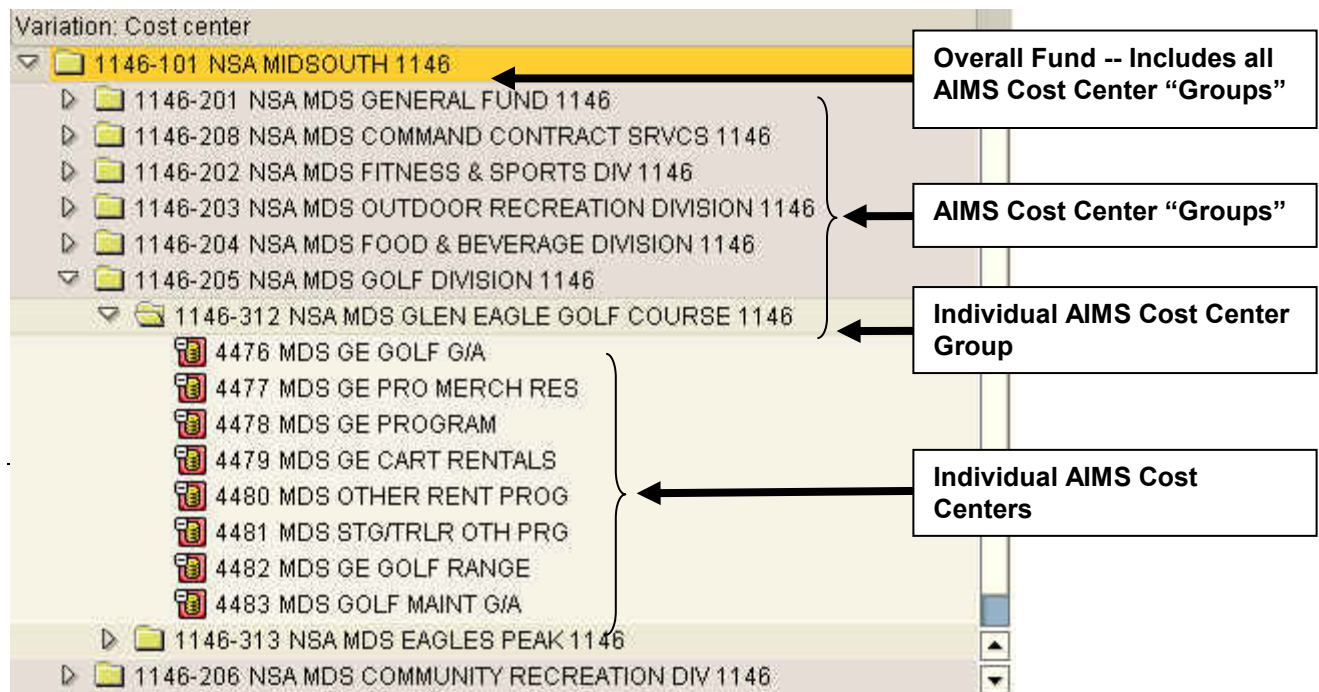 Variation: Cost center
1146-101 NSA MIDSOUTH 1146
1146-201 NSA MDS GENERAL FUND 1146
1146-208 NSA MDS COMMAND CONTRACT SRVCS 1146
1146-202 NSA MDS FITNESS & SPORTS DIV 1146
1146-203 NSA MDS OUTDOOR RECREATION DIVISION 1146
1146-204 NSA MDS FOOD & BEVERAGE DIVISION 1146
1146-205 NSA MDS GOLF DIVISION 1146
1146-312 NSA MDS GLEN EAGLE GOLF COURSE 1146
4476 MDS GE GOLF G/A
4477 MDS GE PRO MERCH RES
4478 MDS GE PROGRAM
4479 MDS GE CART RENTALS
4480 MDS OTHER RENT PROG
4481 MDS STG/TRLR OTH PRG
4482 MDS GE GOLF RANGE
4483 MDS GOLF MAINT G/A
1146-313 NSA MDS EAGLES PEAK 1146
1146-206 NSA MDS COMMUNITY RECREATION DIV 1146
Overall Fund -- Includes all
AIMS Cost Center “Groups”
AIMS Cost Center “Groups”
Individual AIMS Cost Center
Group
Individual AIMS Cost
Centers